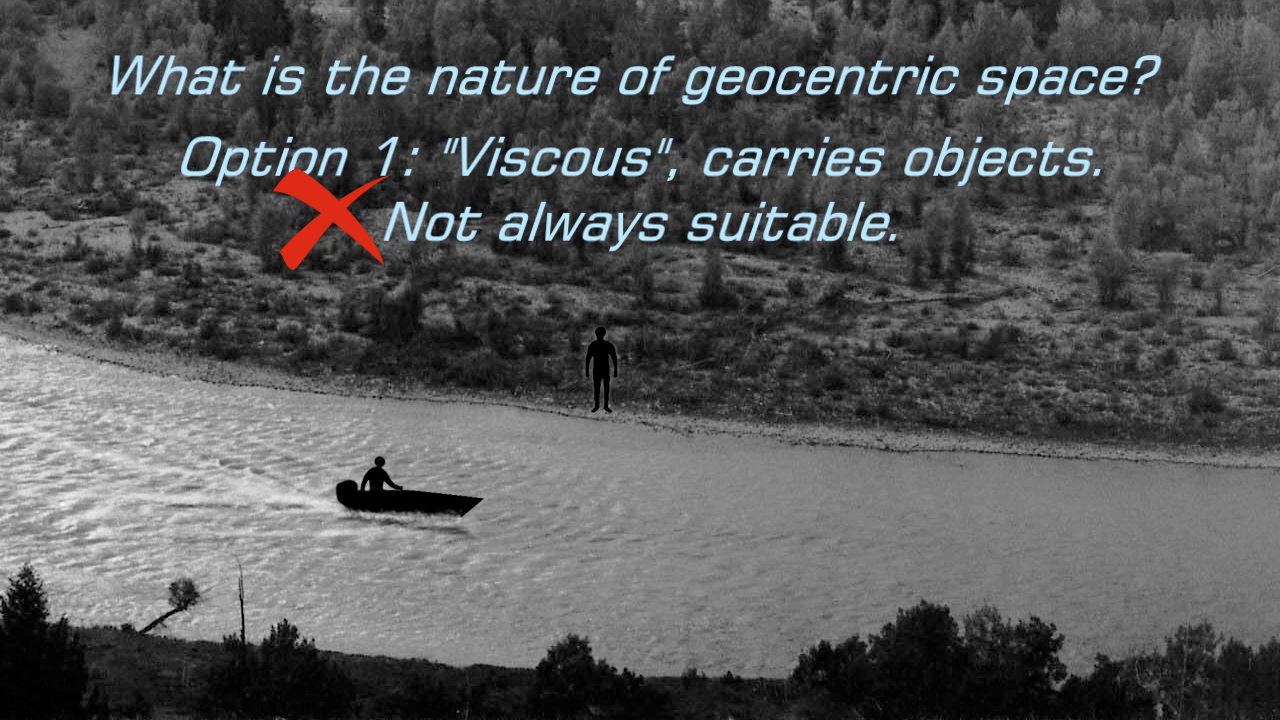 What is the nature of geocentric space?
Option 1: "Viscous", carries objects.
Not always suitable.